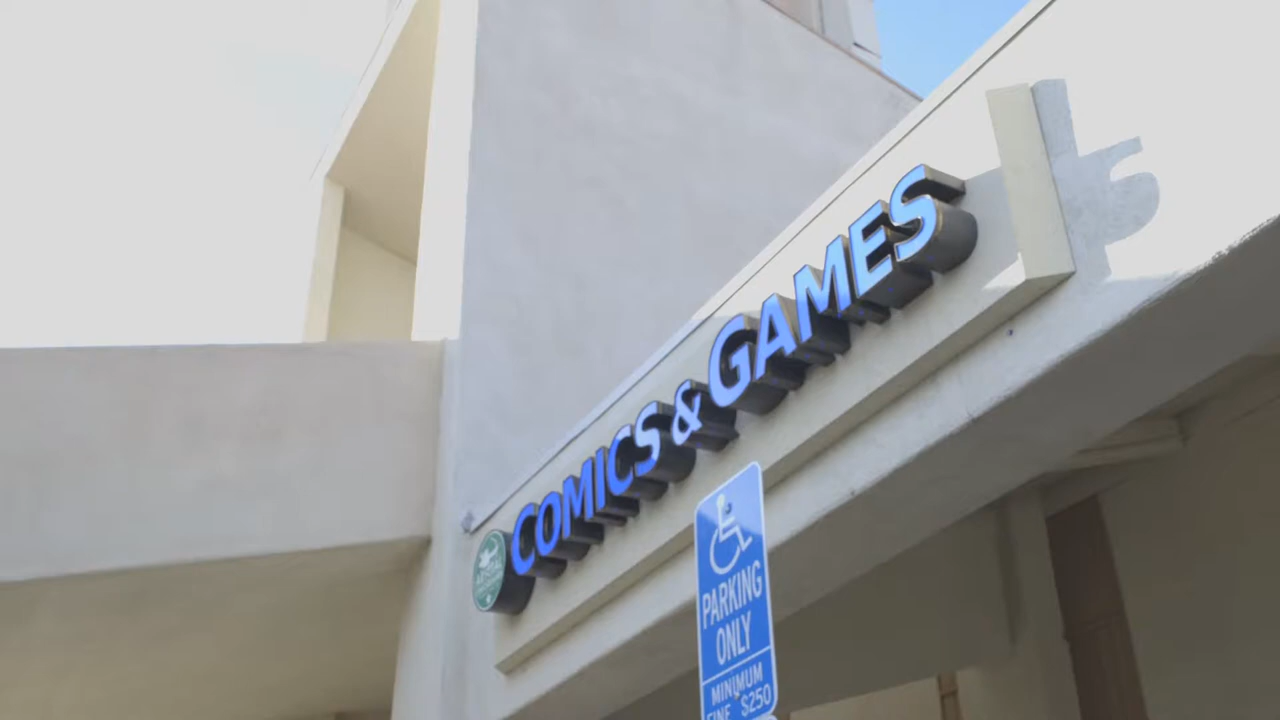 COMICS & GAMES
PARKING
ONLY
MINIMUM
FINE $250